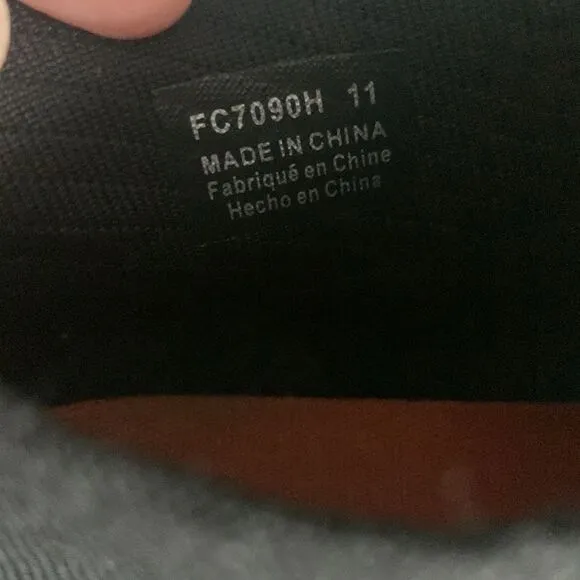 FC7090H 11
MADE IN CHINA
Fabriqué en Chine
Hecho en China